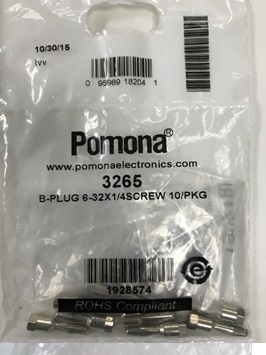 10/30/15
lvv
0 95969 18204 1
Pomona®
www.pomonaelectronics.com
3265
B-PLUG 6-32X1/4SCREW 10/PKG
e
1928574
ROHS Compliant